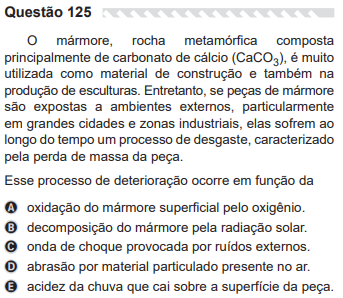 Questão 125
O mármore, rocha metamórfica composta
principalmente de carbonato de cálcio (CaCO₃), é muito
utilizada como material de construção e também na
produção de esculturas. Entretanto, se peças de mármore
são expostas a ambientes externos, particularmente
em grandes cidades e zonas industriais, elas sofrem ao
longo do tempo um processo de desgaste, caracterizado
pela perda de massa da peça.
Esse processo de deterioração ocorre em função da
A oxidação do mármore superficial pelo oxigênio.
B decomposição do mármore pela radiação solar.
C onda de choque provocada por ruídos externos.
D abrasão por material particulado presente no ar.
E acidez da chuva que cai sobre a superfície da peça.